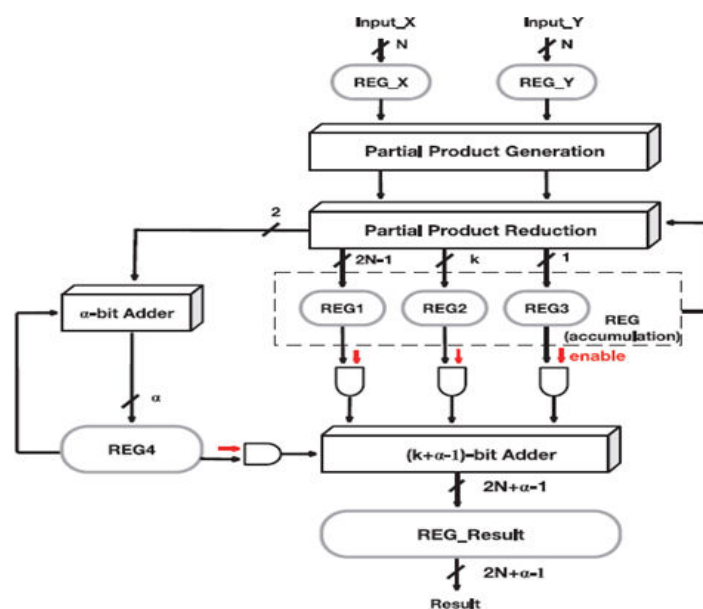 Input_X Input_Y
N N
REG_X REG_Y
Partial Product Generation
2
Partial Product Reduction
2N-1 k 1
α-bit Adder
REG1 REG2 REG3
REG
(accumulation)
enable
α
REG4
(k+α-1)-bit Adder
2N+α-1
REG_Result
2N+α-1
Result